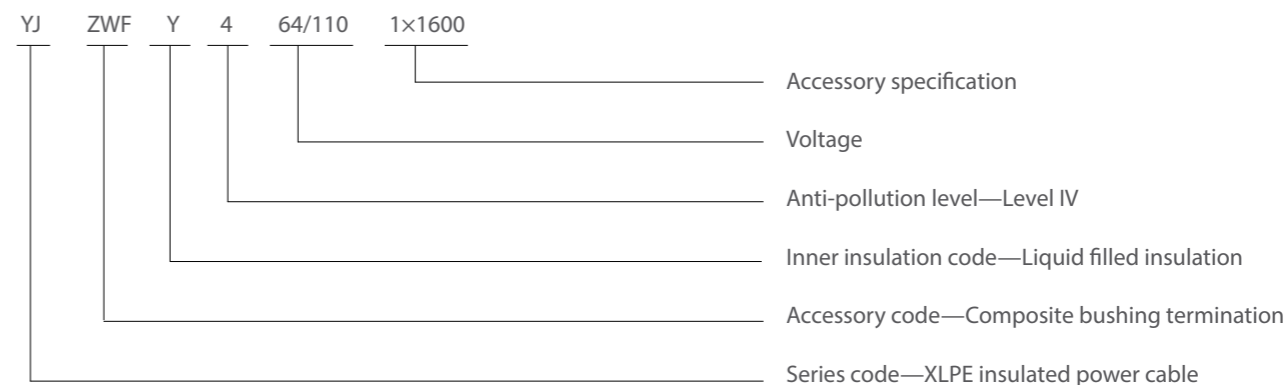 YJ ZWF Y 4 64/110 1×1600
Accessory specification
Voltage
Anti-pollution level—Level IV
Inner insulation code—Liquid filled insulation
Accessory code—Composite bushing termination
Series code—XLPE insulated power cable